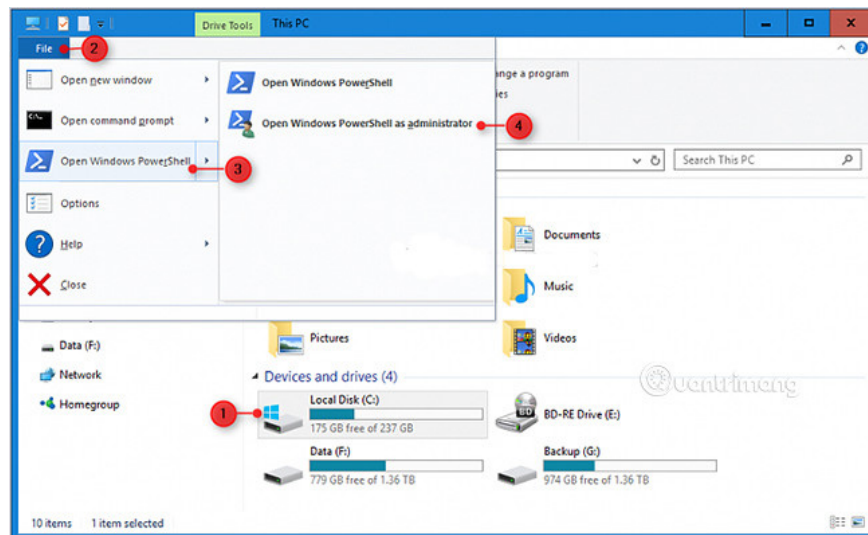 Drive Tools
This PC
File
2
Open new window
Open command prompt
Open Windows PowerShell
3
Options
Help
Close
Open Windows PowerShell
Open Windows PowerShell as administrator
4
ange a program
ies
Search This PC
Documents
Music
Pictures
Videos
Data (F:)
Network
Homegroup
Devices and drives (4)
1
Local Disk (C:)
175 GB free of 237 GB
BD-RE Drive (E:)
Data (F:)
779 GB free of 1.36 TB
Backup (G:)
974 GB free of 1.36 TB
Quantrimang
10 items
1 item selected